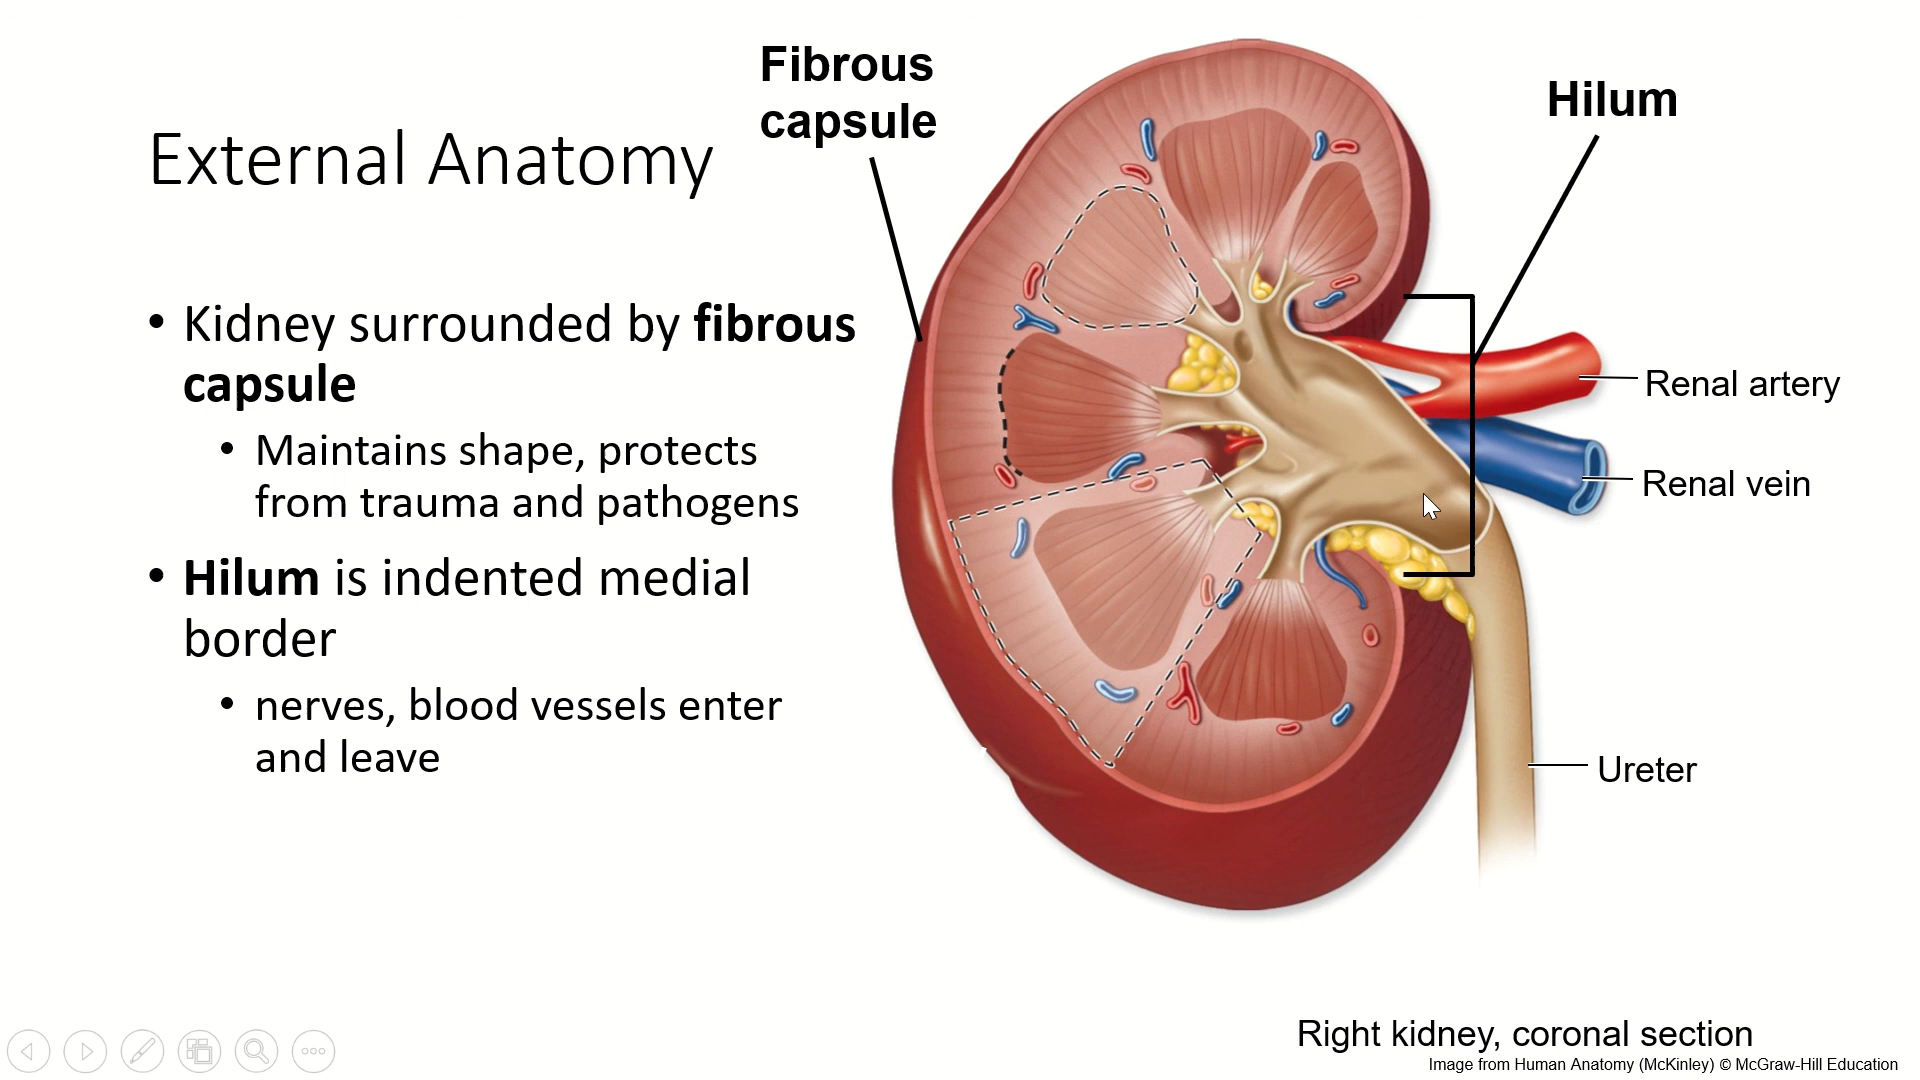 External Anatomy
• Kidney surrounded by fibrous
capsule
• Maintains shape, protects
from trauma and pathogens
• Hilum is indented medial
border
• nerves, blood vessels enter
and leave
Fibrous
capsule
Hilum
Renal artery
Renal vein
Ureter
Right kidney, coronal section
Image from Human Anatomy (McKinley) © McGraw-Hill Education